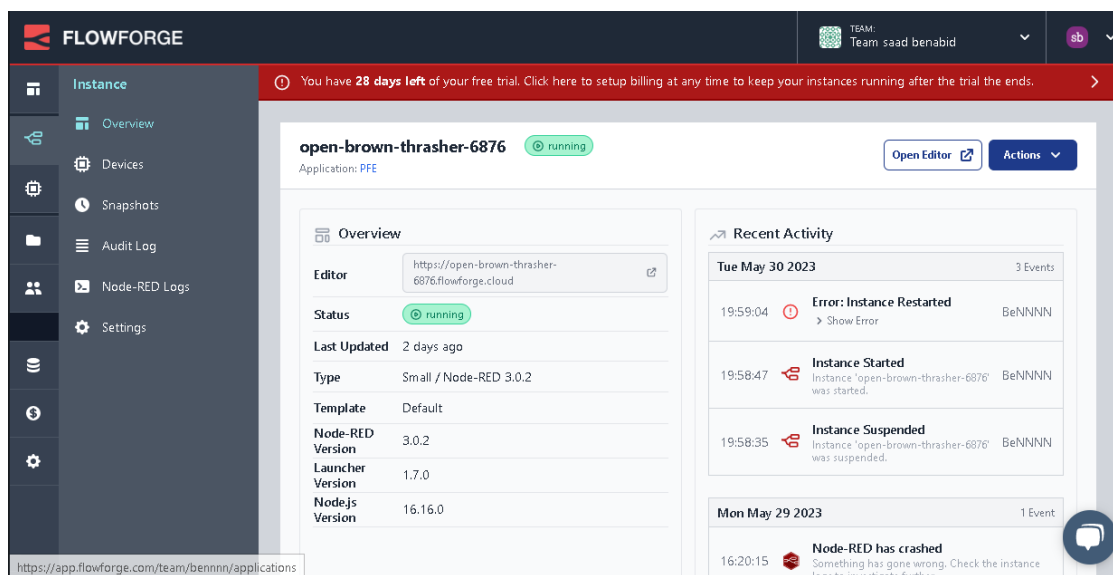 FLOWFORGE
TEAM:
Team saad benabid
sb
Instance
You have 28 days left of your free trial. Click here to setup billing at any time to keep your instances running after the trial the ends.
Overview
Devices
Snapshots
Audit Log
Node-RED Logs
Settings
open-brown-thrasher-6876
running
Application: PFE
Open Editor
Actions
Overview
Editor
https://open-brown-thrasher-
6876.flowforge.cloud
Status
running
Last Updated 2 days ago
Type Small / Node-RED 3.0.2
Template Default
Node-RED
Version
3.0.2
Launcher
Version
1.7.0
Node.js
Version
16.16.0
Recent Activity
Tue May 30 2023 3 Events
19:59:04
Error: Instance Restarted
Show Error
BeNNNN
19:58:47
Instance Started
Instance 'open-brown-thrasher-6876'
was started.
BeNNNN
19:58:35
Instance Suspended
Instance 'open-brown-thrasher-6876'
was suspended.
BeNNNN
Mon May 29 2023 1 Event
16:20:15
Node-RED has crashed
Something has gone wrong. Check the instance
https://app.flowforge.com/team/bennnn/applications